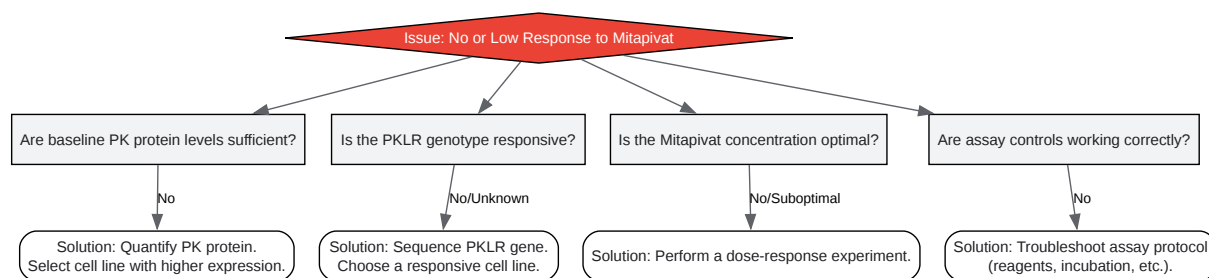 Issue: No or Low Response to Mitapivat
Are baseline PK protein levels sufficient?
Is the PKLR genotype responsive?
Is the Mitapivat concentration optimal?
Are assay controls working correctly?
No
No/Unknown
No/Suboptimal
No
Solution: Quantify PK protein.
Select cell line with higher expression.
Solution: Sequence PKLR gene.
Choose a responsive cell line.
Solution: Perform a dose-response experiment.
Solution: Troubleshoot assay protocol
(reagents, incubation, etc.).